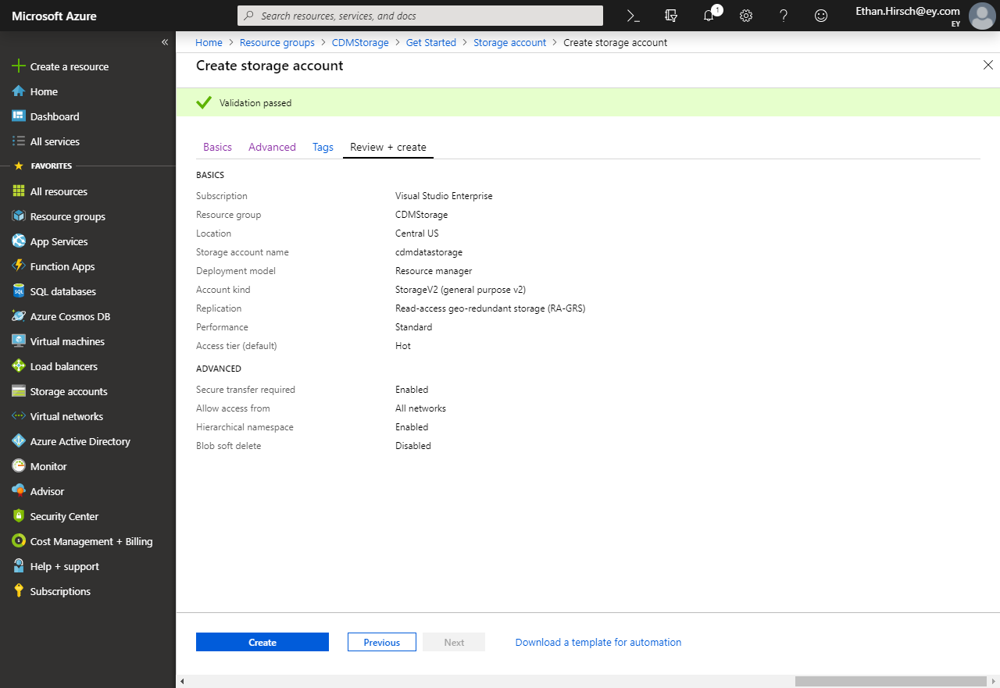 Microsoft Azure
Search resources, services, and docs
1
Ethan.Hirsch@ey.com
EY
Create a resource
Home
Dashboard
All services
FAVORITES
All resources
Resource groups
App Services
Function Apps
SQL databases
Azure Cosmos DB
Virtual machines
Load balancers
Storage accounts
Virtual networks
Azure Active Directory
Monitor
Advisor
Security Center
Cost Management + Billing
Help + support
Subscriptions
Home > Resource groups > CDMStorage > Get Started > Storage account > Create storage account
Create storage account
Validation passed
Basics Advanced Tags Review + create
BASICS
Subscription Visual Studio Enterprise
Resource group CDMStorage
Location Central US
Storage account name cdmdatastorage
Deployment model Resource manager
Account kind StorageV2 (general purpose v2)
Replication Read-access geo-redundant storage (RA-GRS)
Performance Standard
Access tier (default) Hot
ADVANCED
Secure transfer required Enabled
Allow access from All networks
Hierarchical namespace Enabled
Blob soft delete Disabled
Create Previous Next Download a template for automation